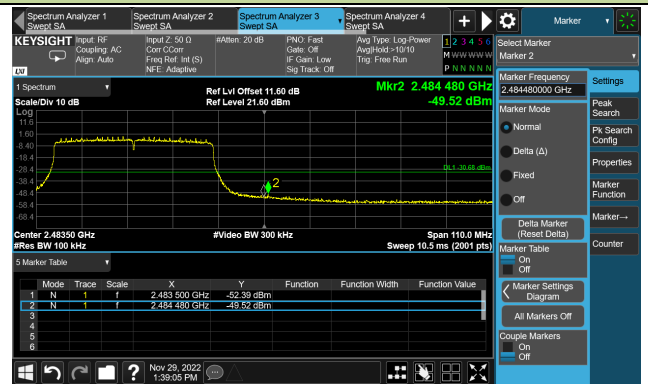 Spectrum Analyzer 1 Swept SA
Spectrum Analyzer 2 Swept SA
Spectrum Analyzer 3 Swept SA
Spectrum Analyzer 4 Swept SA
Marker
KEYSIGHT
Input: RF
Coupling: AC
Align: Auto
Input Z: 50 Ω
Corr CCorr
Freq Ref: Int (S)
NFE: Adaptive
#Atten: 20 dB
PNO: Fast
Gate: Off
IF Gain: Low
Sig Track: Off
Avg Type: Log-Power
Avg|Hold:>10/10
Trig: Free Run
1 2 3 4 5 6
M W W W W W
P N N N N N
LXI
1 Spectrum
Scale/Div 10 dB
Ref Lvl Offset 11.60 dB
Ref Level 21.60 dBm
Mkr2 2.484 480 GHz
-49.52 dBm
Log
11.6
1.60
-8.40
-18.4
-28.4
-38.4
-48.4
-58.4
-68.4
DL1 -30.68 dBm
2
Center 2.48350 GHz
#Res BW 100 kHz
#Video BW 300 kHz
Span 110.0 MHz
Sweep 10.5 ms (2001 pts)
5 Marker Table
Mode Trace Scale X Y Function Function Width Function Value
1 N 1 f 2.483 500 GHz -52.39 dBm
2 N 1 f 2.484 480 GHz -49.52 dBm
3
4
5
6
Nov 29, 2022
1:39:05 PM
Select Marker
Marker 2
Marker Frequency
2.484480000 GHz
Marker Mode
Normal
Delta (Δ)
Fixed
Off
Delta Marker
(Reset Delta)
Marker Table
On
Off
Marker Settings
Diagram
All Markers Off
Couple Markers
On
Off
Settings
Peak
Search
Pk Search
Config
Properties
Marker
Function
Marker→
Counter